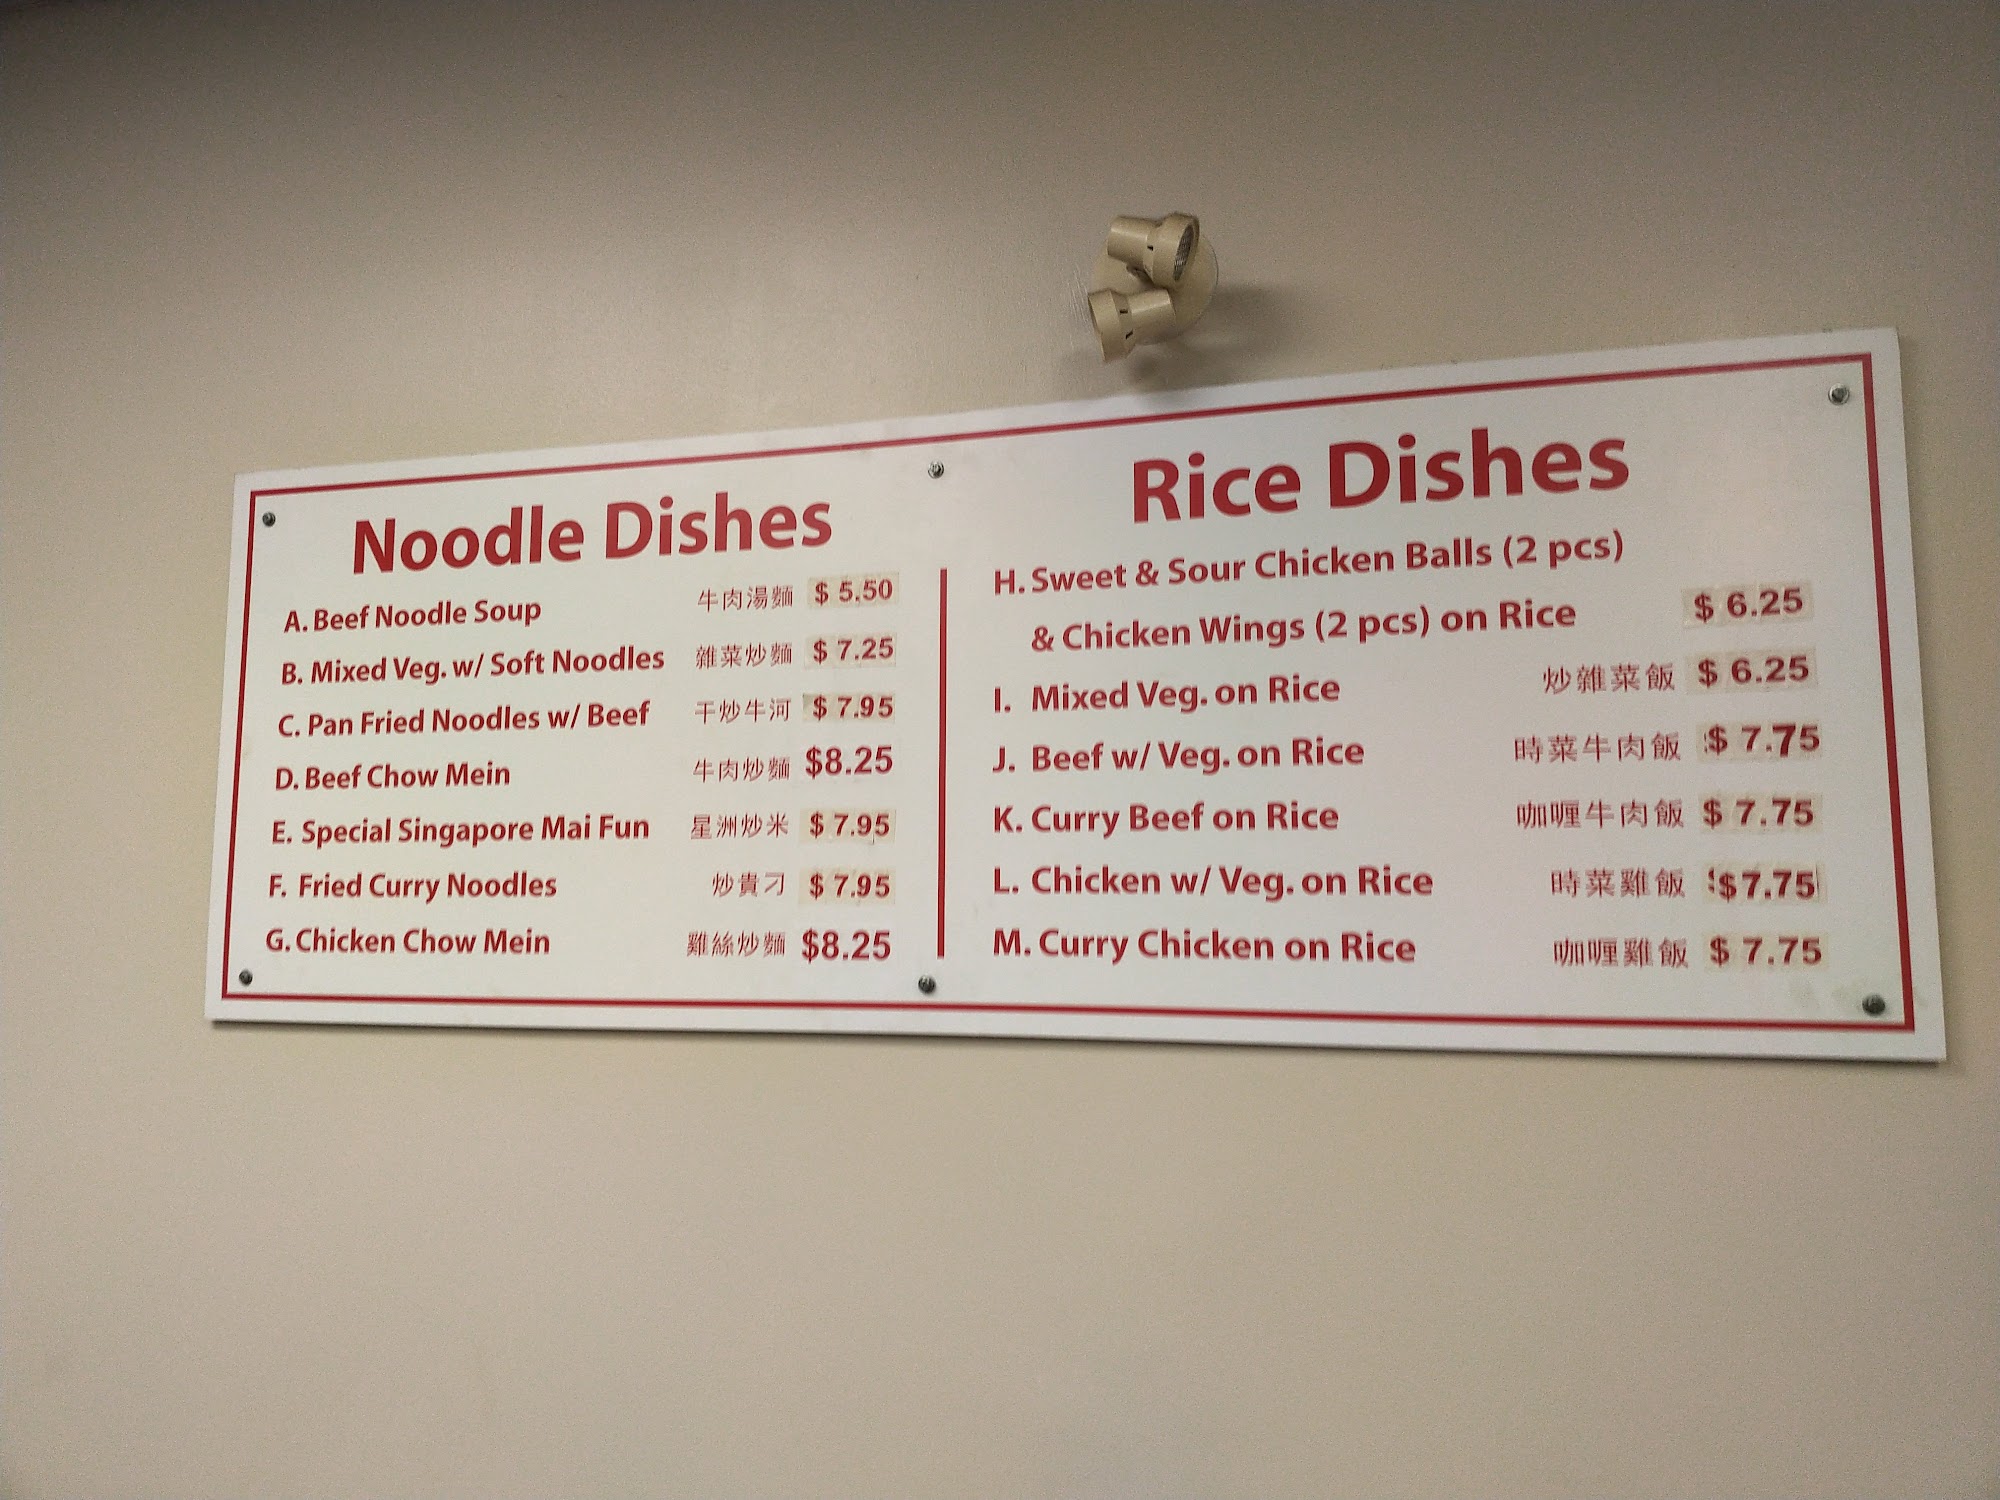 Noodle Dishes
A. Beef Noodle Soup 牛肉湯麵 $ 5.50
B. Mixed Veg. w/ Soft Noodles 雜菜炒麵 $ 7.25
C. Pan Fried Noodles w/ Beef 干炒牛河 $ 7.95
D. Beef Chow Mein 牛肉炒麵 $8.25
E. Special Singapore Mai Fun 星洲炒米 $ 7.95
F. Fried Curry Noodles 炒貴刁 $ 7.95
G. Chicken Chow Mein 雞絲炒麵 $8.25
Rice Dishes
H. Sweet & Sour Chicken Balls (2 pcs)
& Chicken Wings (2 pcs) on Rice $ 6.25
I. Mixed Veg. on Rice 炒雜菜飯 $ 6.25
J. Beef w/ Veg. on Rice 時菜牛肉飯 $ 7.75
K. Curry Beef on Rice 咖喱牛肉飯 $ 7.75
L. Chicken w/ Veg. on Rice 時菜雞飯 $7.75
M. Curry Chicken on Rice 咖喱雞飯 $ 7.75